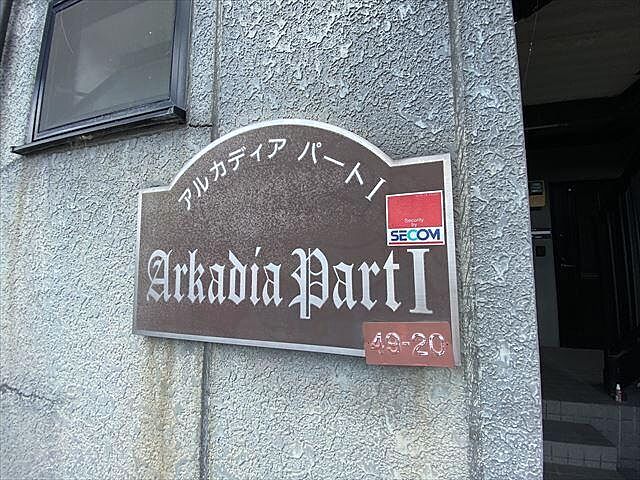 アルカディア パートI
Security
by
SECOM
Arkadia Part I
49-20